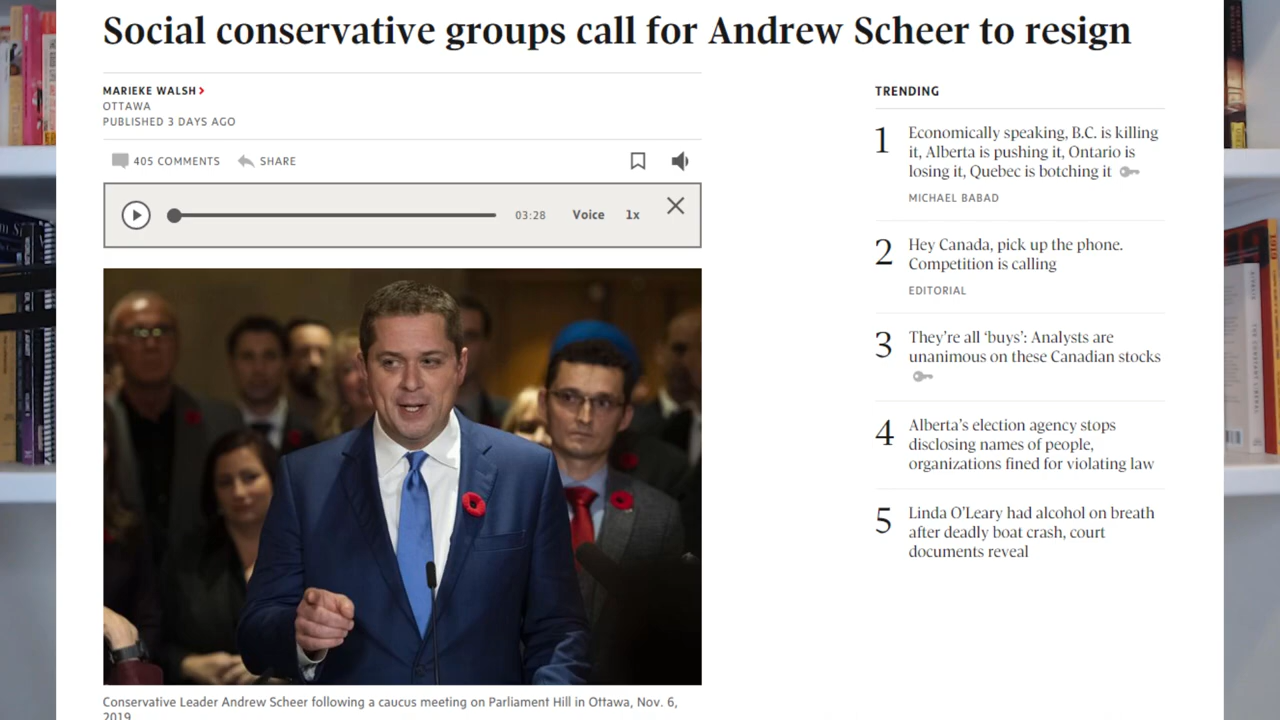 Social conservative groups call for Andrew Scheer to resign
MARIEKE WALSH
OTTAWA
PUBLISHED 3 DAYS AGO
405 COMMENTS SHARE
03:28 Voice 1x
Conservative Leader Andrew Scheer following a caucus meeting on Parliament Hill in Ottawa, Nov. 6,
2019
TRENDING
1 Economically speaking, B.C. is killing
it, Alberta is pushing it, Ontario is
losing it, Quebec is botching it
MICHAEL BABAD
2 Hey Canada, pick up the phone.
Competition is calling
EDITORIAL
3 They’re all ‘buys’: Analysts are
unanimous on these Canadian stocks
4 Alberta’s election agency stops
disclosing names of people,
organizations fined for violating law
5 Linda O’Leary had alcohol on breath
after deadly boat crash, court
documents reveal